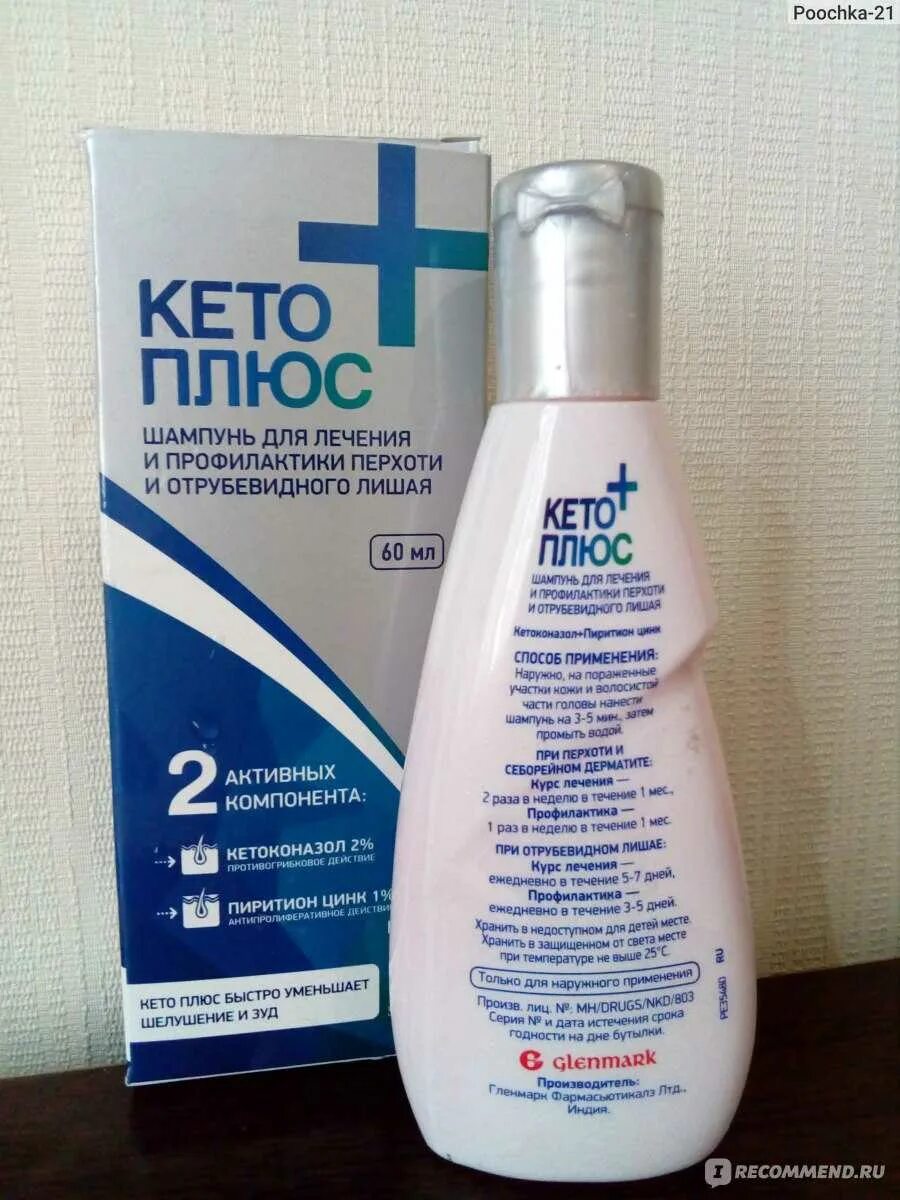 Poochka-21
КЕТО
ПЛЮС
ШАМПУНЬ ДЛЯ ЛЕЧЕНИЯ
И ПРОФИЛАКТИКИ ПЕРХОТИ
И ОТРУБЕВИДНОГО ЛИШАЯ
60 мл
2 АКТИВНЫХ
КОМПОНЕНТА:
КЕТОКОНАЗОЛ 2%
ПРОТИВОГРИБКОВОЕ ДЕЙСТВИЕ
ПИРИТИОН ЦИНК 1%
АНТИПРОЛИФЕРАТИВНОЕ ДЕЙСТВИЕ
КЕТО ПЛЮС БЫСТРО УМЕНЬШАЕТ
ШЕЛУШЕНИЕ И ЗУД
КЕТО
ПЛЮС
ШАМПУНЬ ДЛЯ ЛЕЧЕНИЯ
И ПРОФИЛАКТИКИ ПЕРХОТИ
И ОТРУБЕВИДНОГО ЛИШАЯ
Кетоконазол+Пиритион цинк
СПОСОБ ПРИМЕНЕНИЯ:
Наружно, на пораженные
участки кожи и волосистой
части головы нанести
шампунь на 3-5 мин., затем
промыть водой.
ПРИ ПЕРХОТИ И
СЕБОРЕЙНОМ ДЕРМАТИТЕ:
Курс лечения —
2 раза в неделю в течение 1 мес.,
Профилактика —
1 раз в неделю в течение 1 мес.
ПРИ ОТРУБЕВИДНОМ ЛИШАЕ:
Курс лечения —
ежедневно в течение 5-7 дней,
Профилактика —
ежедневно в течение 3-5 дней.
Хранить в недоступном для детей месте.
Хранить в защищенном от света месте
при температуре не выше 25°С.
Только для наружного применения
Произв. лиц. №: MH/DRUGS/NKD/803
Серия № и дата истечения срока
годности на дне бутылки.
glenmark
Производитель:
Гленмарк Фармасьютикалз Лтд.,
Индия.
PE35480 RU
IRECOMMEND.RU